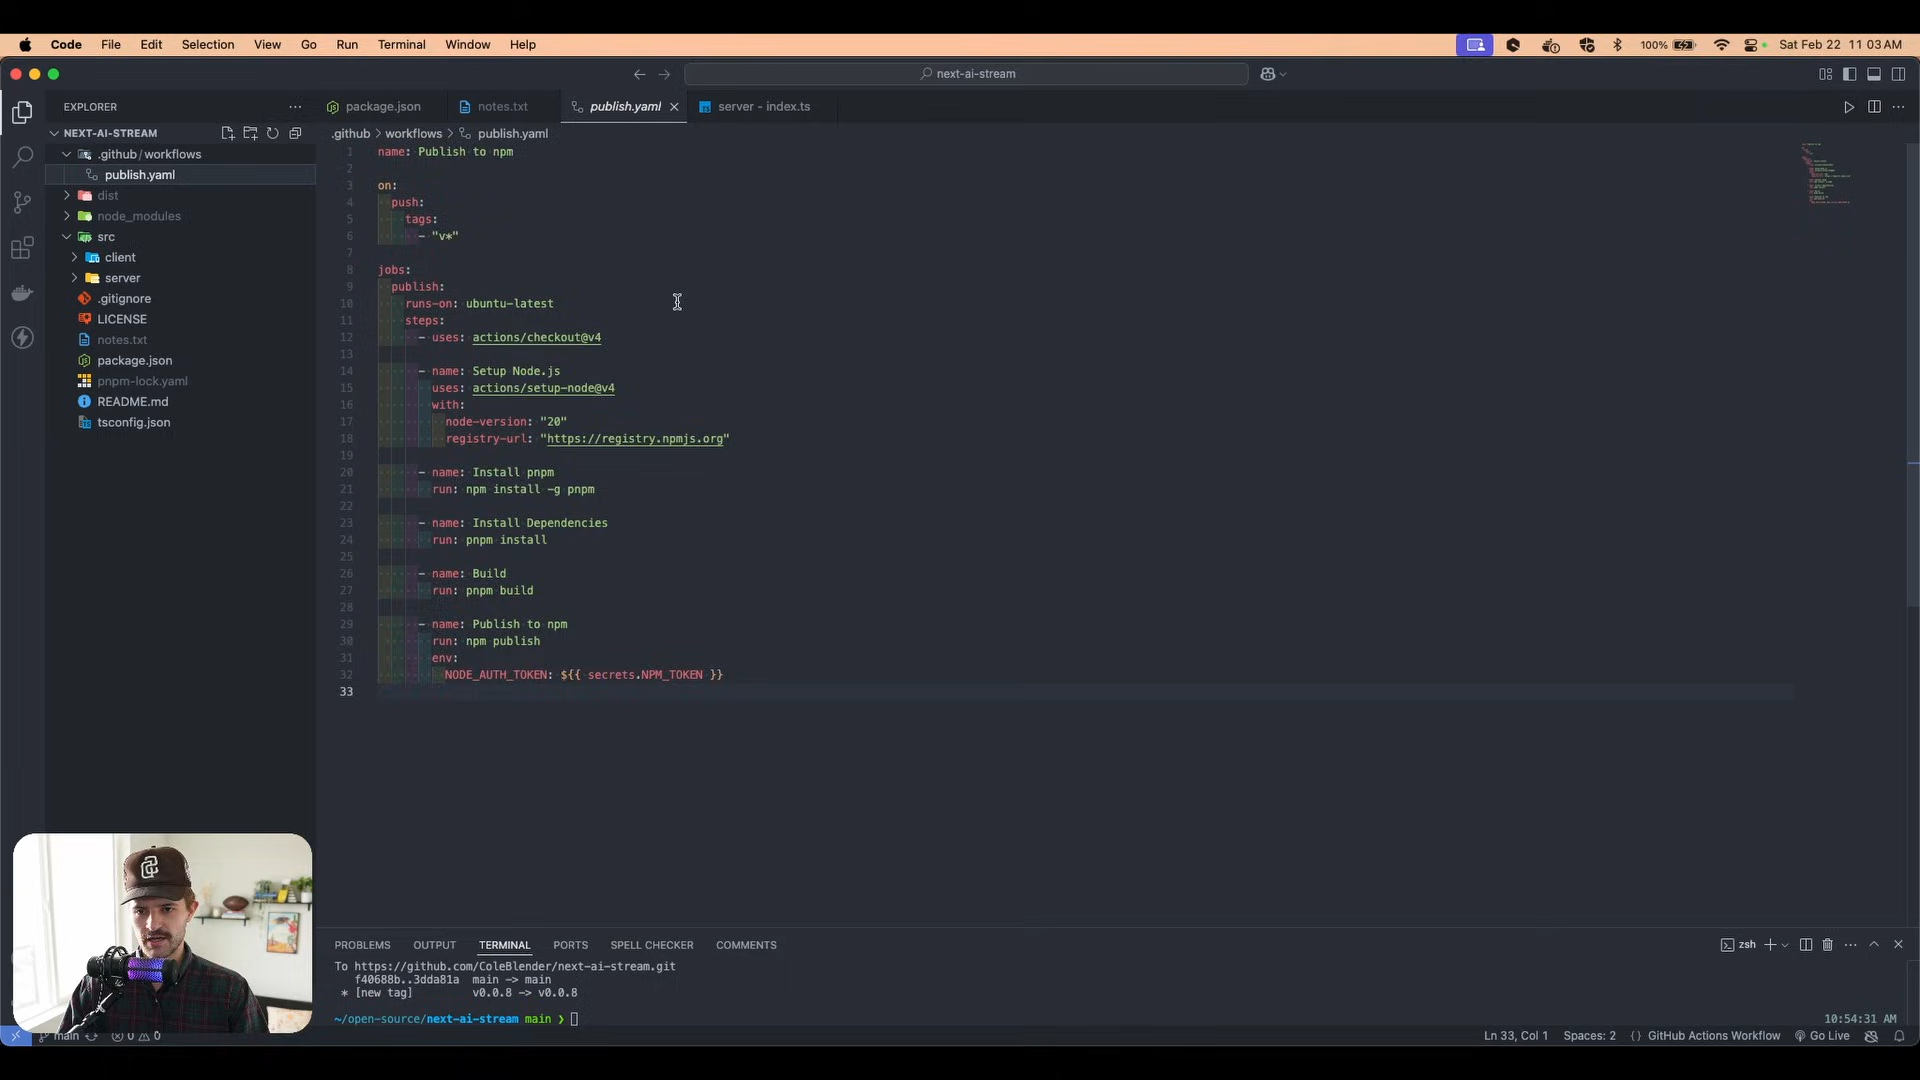 Code File Edit Selection View Go Run Terminal Window Help
100% Sat Feb 22 11 03 AM
next-ai-stream
EXPLORER
package.json notes.txt publish.yaml server - index.ts
NEXT-AI-STREAM
.github/workflows
publish.yaml
dist
node_modules
src
client
server
.gitignore
LICENSE
notes.txt
package.json
pnpm-lock.yaml
README.md
tsconfig.json
.github > workflows > publish.yaml
1 name: Publish to npm
2
3 on:
4 push:
5 tags:
6 - "v*"
7
8 jobs:
9 publish:
10 runs-on: ubuntu-latest
11 steps:
12 - uses: actions/checkout@v4
13
14 - name: Setup Node.js
15 uses: actions/setup-node@v4
16 with:
17 node-version: "20"
18 registry-url: "https://registry.npmjs.org"
19
20 - name: Install pnpm
21 run: npm install -g pnpm
22
23 - name: Install Dependencies
24 run: pnpm install
25
26 - name: Build
27 run: pnpm build
28
29 - name: Publish to npm
30 run: npm publish
31 env:
32 NODE_AUTH_TOKEN: ${{ secrets.NPM_TOKEN }}
33
PROBLEMS OUTPUT TERMINAL PORTS SPELL CHECKER COMMENTS
zsh
To https://github.com/ColeBlender/next-ai-stream.git
f40688b..3dda81a main -> main
* [new tag] v0.0.8 -> v0.0.8
~/open-source/next-ai-stream main ❯
10:54:31 AM
main 0 0
Ln 33, Col 1 Spaces: 2 GitHub Actions Workflow Go Live